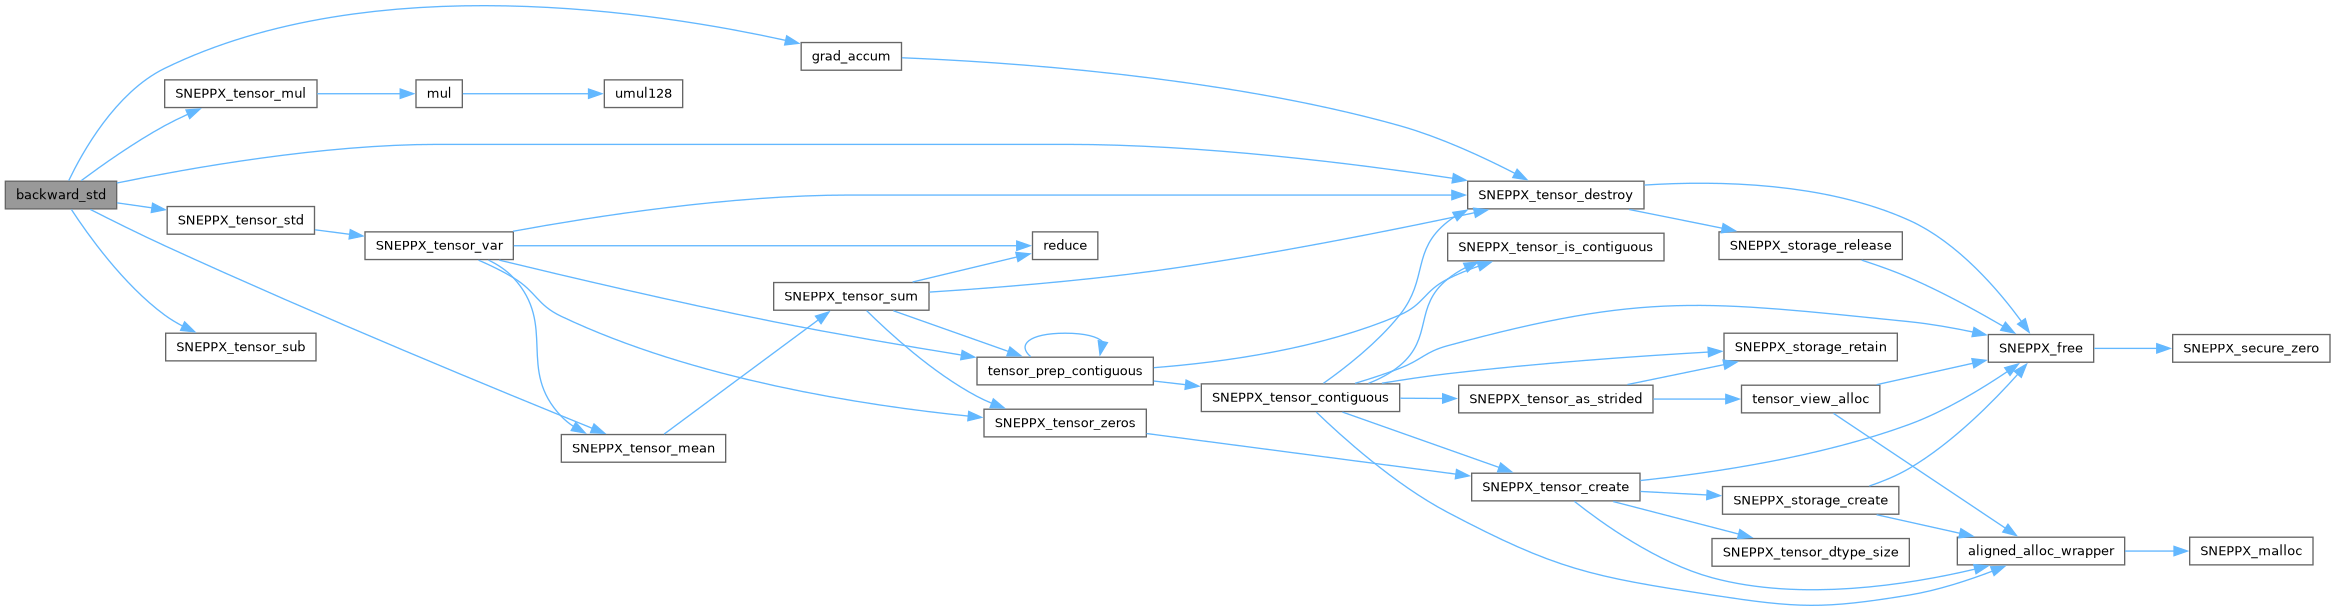 backward_std
grad_accum
SNEPPX_tensor_mul
mul
umul128
SNEPPX_tensor_std
SNEPPX_tensor_var
SNEPPX_tensor_sub
SNEPPX_tensor_mean
SNEPPX_tensor_sum
reduce
tensor_prep_contiguous
SNEPPX_tensor_zeros
SNEPPX_tensor_contiguous
SNEPPX_tensor_destroy
SNEPPX_tensor_is_contiguous
SNEPPX_tensor_as_strided
SNEPPX_tensor_create
SNEPPX_storage_release
SNEPPX_storage_retain
tensor_view_alloc
SNEPPX_storage_create
SNEPPX_tensor_dtype_size
SNEPPX_free
aligned_alloc_wrapper
SNEPPX_secure_zero
SNEPPX_malloc